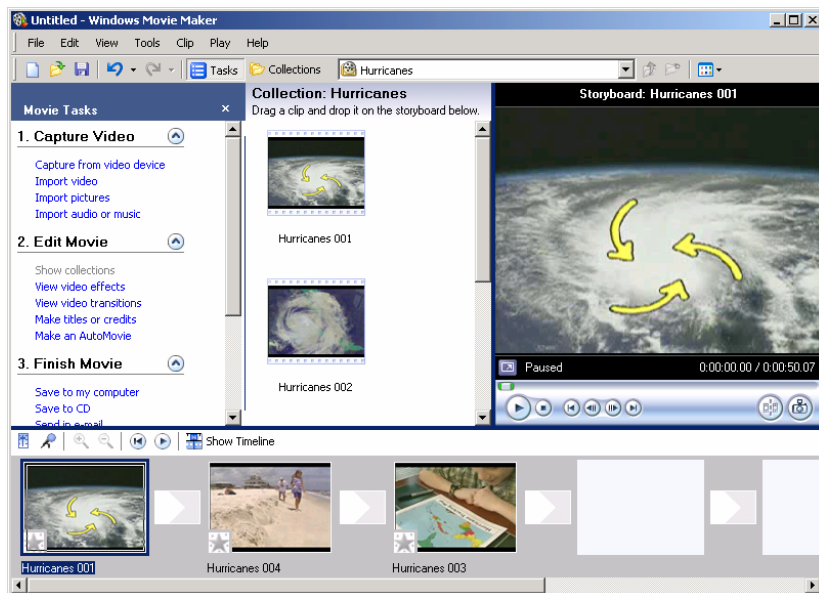 Untitled - Windows Movie Maker
File Edit View Tools Clip Play Help
Tasks Collections Hurricanes
Movie Tasks
1. Capture Video
Capture from video device
Import video
Import pictures
Import audio or music
2. Edit Movie
Show collections
View video effects
View video transitions
Make titles or credits
Make an AutoMovie
3. Finish Movie
Save to my computer
Save to CD
Send in e-mail
Collection: Hurricanes
Drag a clip and drop it on the storyboard below.
Hurricanes 001
Hurricanes 002
Storyboard: Hurricanes 001
Paused 0:00:00.00 / 0:00:50.07
Show Timeline
Hurricanes 001 Hurricanes 004 Hurricanes 003